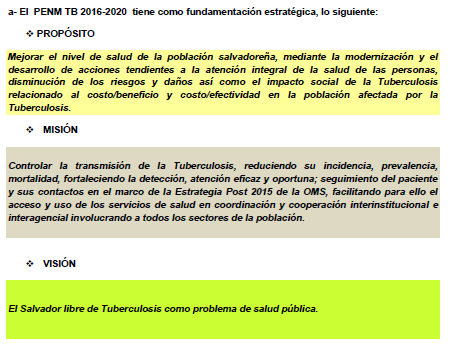 a- El PENM TB 2016-2020 tiene como fundamentación estratégica, lo siguiente:
❖ PROPÓSITO
Mejorar el nivel de salud de la población salvadoreña, mediante la modernización y el
desarrollo de acciones tendientes a la atención integral de la salud de las personas,
disminución de los riesgos y daños así como el impacto social de la Tuberculosis
relacionado al costo/beneficio y costo/efectividad en la población afectada por la
Tuberculosis.
❖ MISIÓN
Controlar la transmisión de la Tuberculosis, reduciendo su incidencia, prevalencia,
mortalidad, fortaleciendo la detección, atención eficaz y oportuna; seguimiento del paciente
y sus contactos en el marco de la Estrategia Post 2015 de la OMS, facilitando para ello el
acceso y uso de los servicios de salud en coordinación y cooperación interinstitucional e
interagencial involucrando a todos los sectores de la población.
❖ VISIÓN
El Salvador libre de Tuberculosis como problema de salud pública.